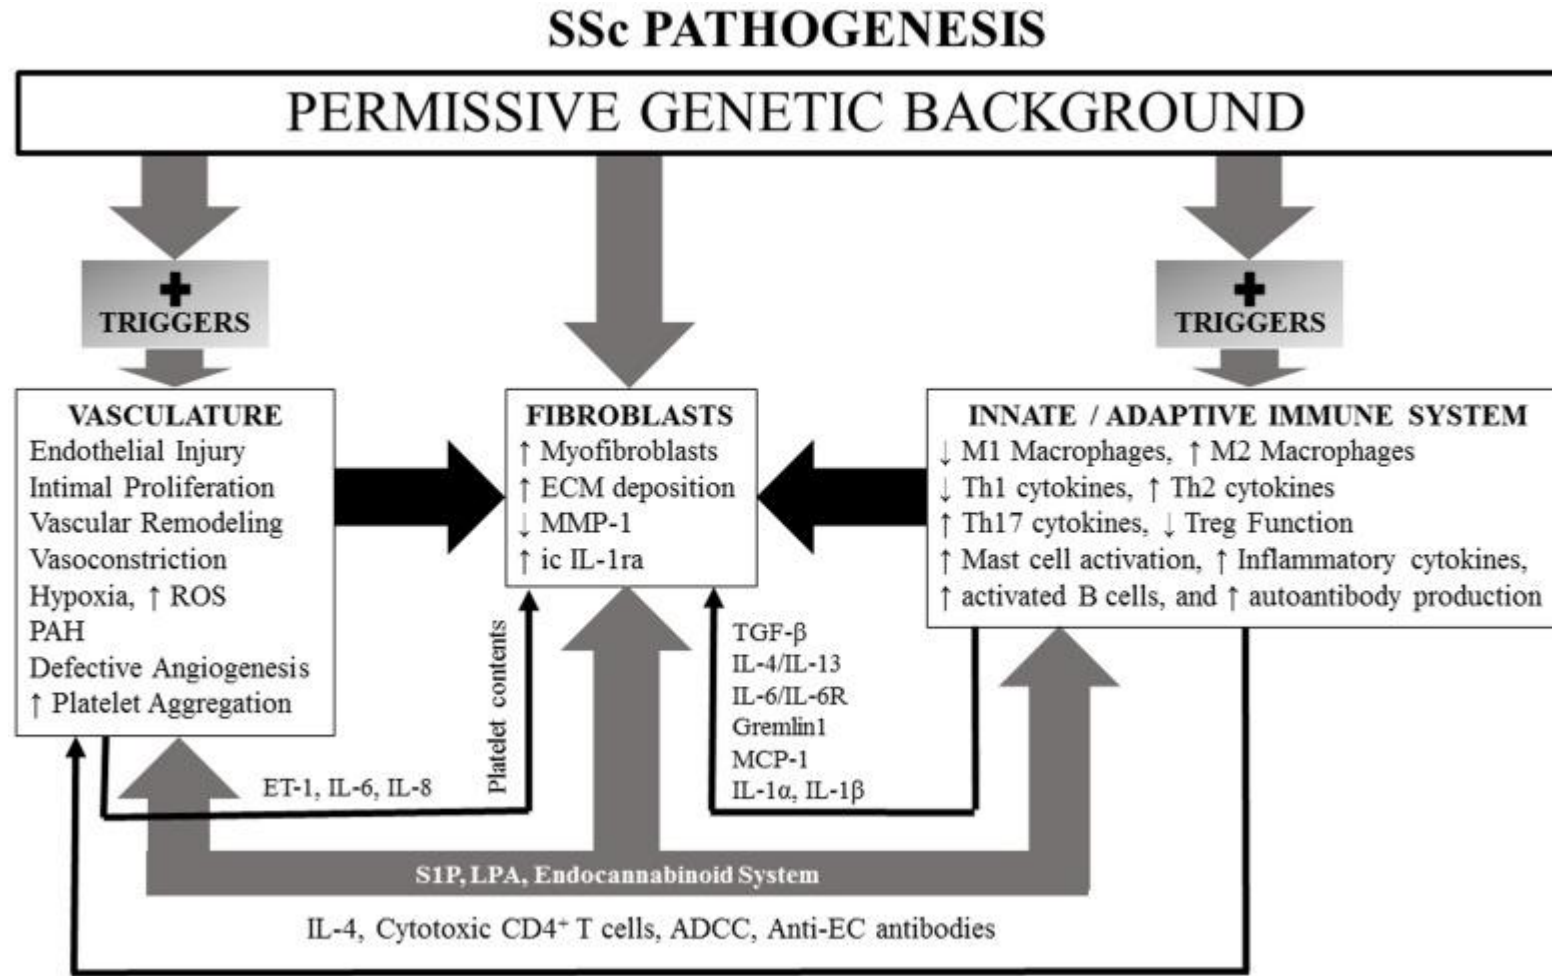 SSc PATHOGENESIS
PERMISSIVE GENETIC BACKGROUND
TRIGGERS
TRIGGERS
VASCULATURE
Endothelial Injury
Intimal Proliferation
Vascular Remodeling
Vasoconstriction
Hypoxia, ↑ ROS
PAH
Defective Angiogenesis
↑ Platelet Aggregation
FIBROBLASTS
↑ Myofibroblasts
↑ ECM deposition
↓ MMP-1
↑ ic IL-1ra
INNATE / ADAPTIVE IMMUNE SYSTEM
↓ M1 Macrophages, ↑ M2 Macrophages
↓ Th1 cytokines, ↑ Th2 cytokines
↑ Th17 cytokines, ↓ Treg Function
↑ Mast cell activation, ↑ Inflammatory cytokines,
↑ activated B cells, and ↑ autoantibody production
ET-1, IL-6, IL-8
Platelet contents
TGF-β
IL-4/IL-13
IL-6/IL-6R
Gremlin1
MCP-1
IL-1α, IL-1β
S1P, LPA, Endocannabinoid System
IL-4, Cytotoxic CD4⁺ T cells, ADCC, Anti-EC antibodies